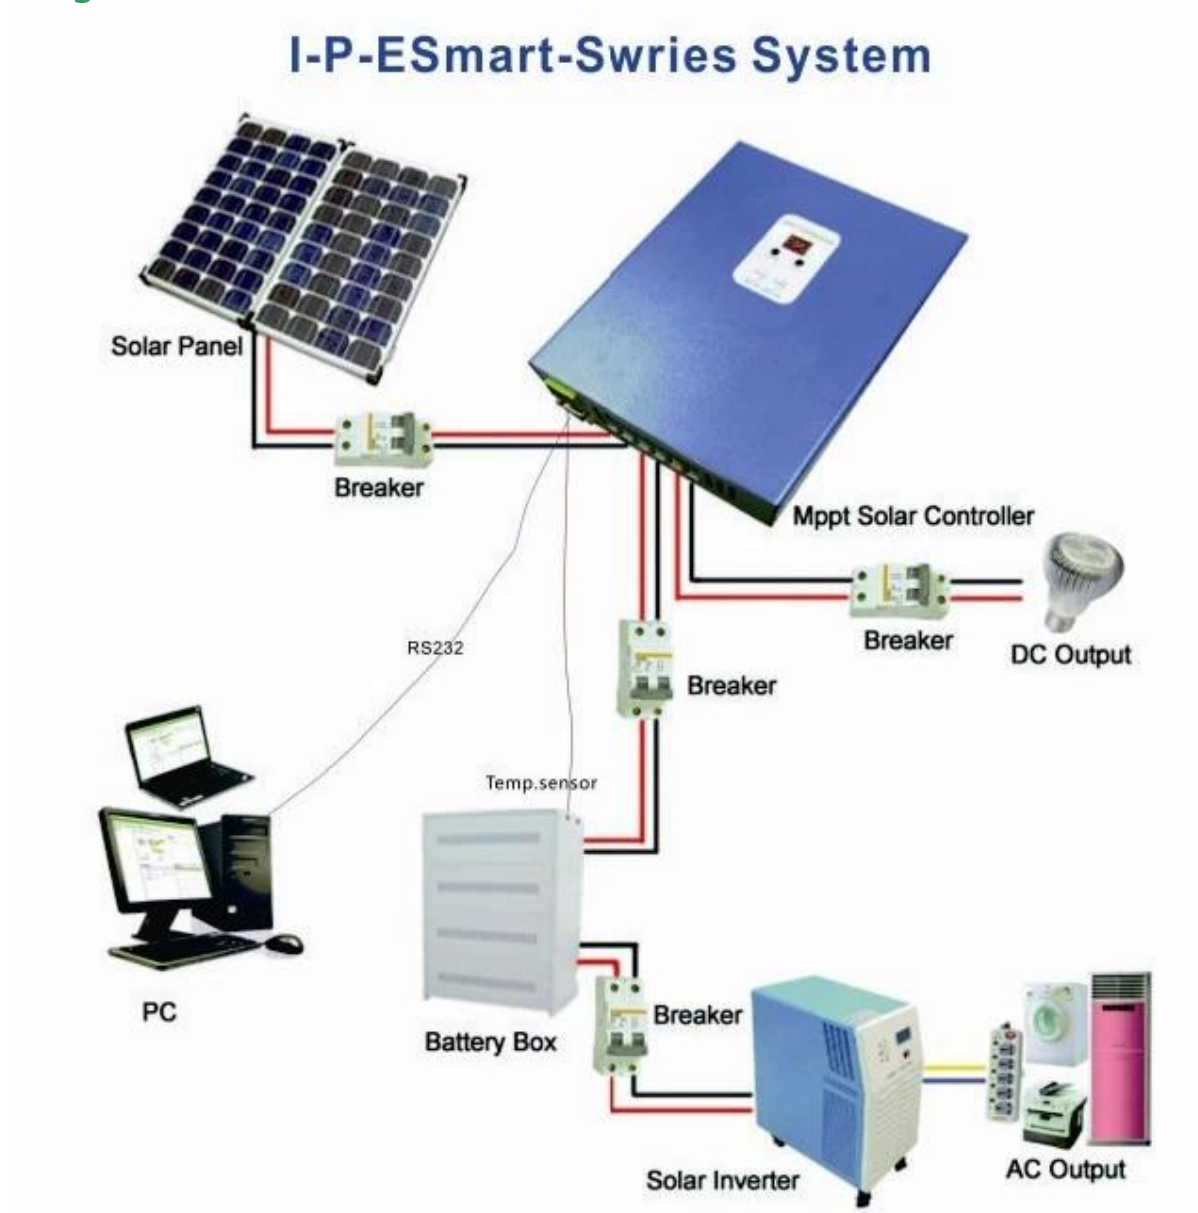 I-P-ESmart-Swries System
Solar Panel
Breaker
Mppt Solar Controller
Breaker
DC Output
RS232
Breaker
Temp.sensor
PC
Battery Box
Breaker
Solar Inverter
AC Output